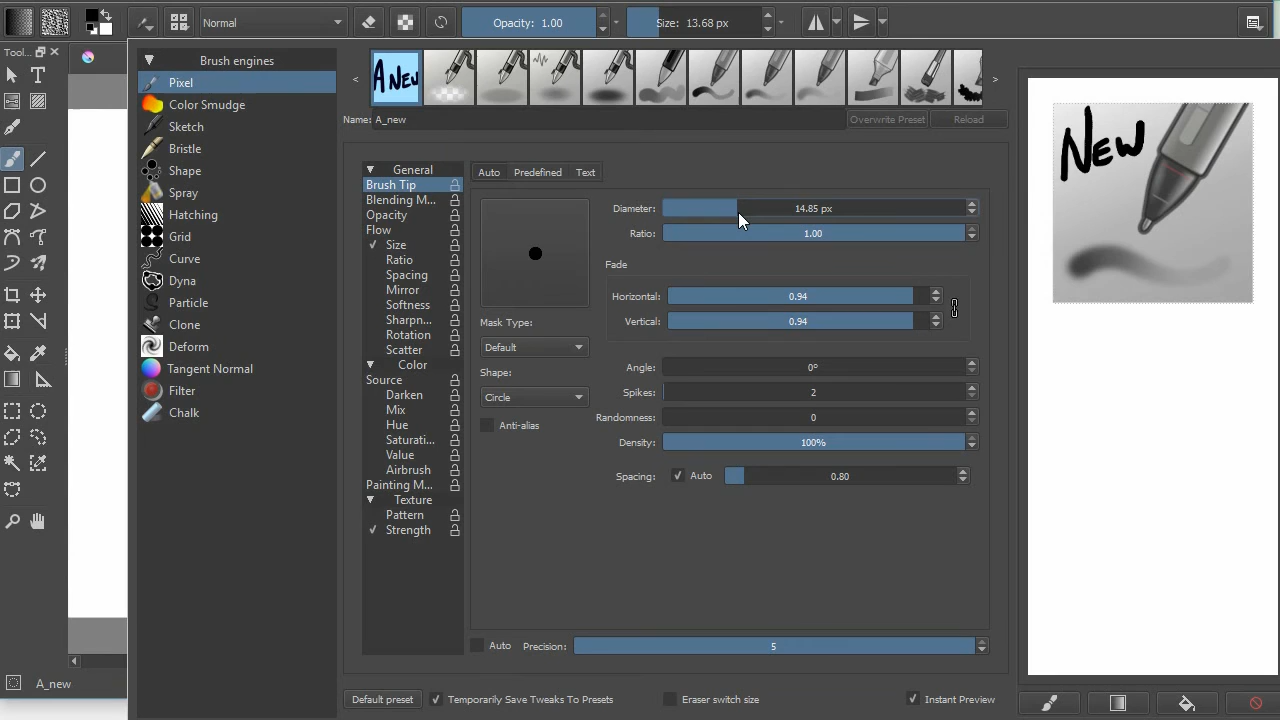 Normal
Opacity: 1.00
Size: 13.68 px
Tool...
Brush engines
Pixel
Color Smudge
Sketch
Bristle
Shape
Spray
Hatching
Grid
Curve
Dyna
Particle
Clone
Deform
Tangent Normal
Filter
Chalk
A NEW
Name: A_new
Overwrite Preset
Reload
General
Brush Tip
Blending M...
Opacity
Flow
Size
Ratio
Spacing
Mirror
Softness
Sharpn...
Rotation
Scatter
Color
Source
Darken
Mix
Hue
Saturati...
Value
Airbrush
Painting M...
Texture
Pattern
Strength
Auto
Predefined
Text
Diameter: 14.85 px
Ratio: 1.00
Fade
Horizontal: 0.94
Vertical: 0.94
Mask Type:
Default
Shape:
Circle
Anti-alias
Angle: 0º
Spikes: 2
Randomness: 0
Density: 100%
Spacing: Auto 0.80
Auto
Precision: 5
Default preset
Temporarily Save Tweaks To Presets
Eraser switch size
Instant Preview
NEW
A_new